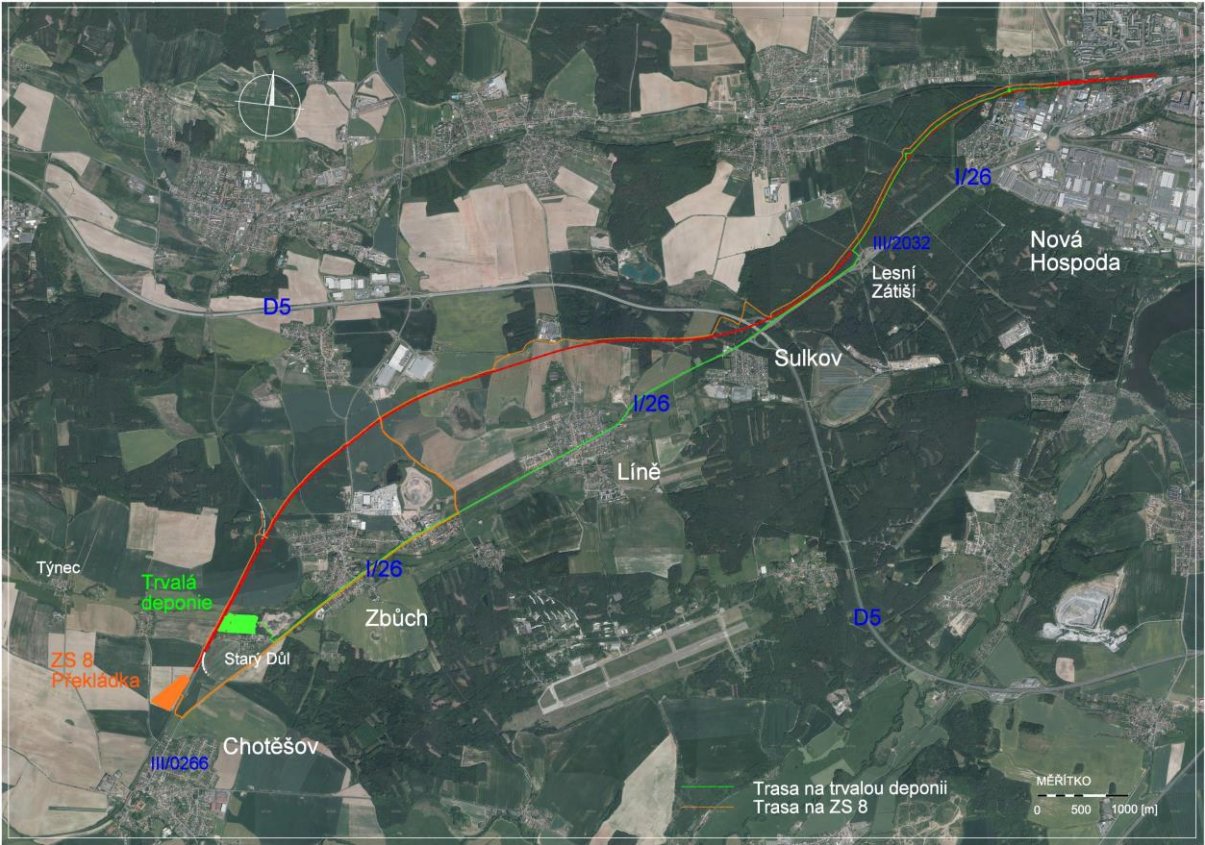 I/26
III/2032
Nová
Hospoda
Lesní
Zátiší
D5
Sulkov
I/26
Líně
Týnec
Trvalá
deponie
I/26
Zbůch
D5
Starý Důl
ZS 8
Překládka
Chotěšov
III/0266
Trasa na trvalou deponii
Trasa na ZS 8
MĚŘÍTKO
0 500 1000 [m]